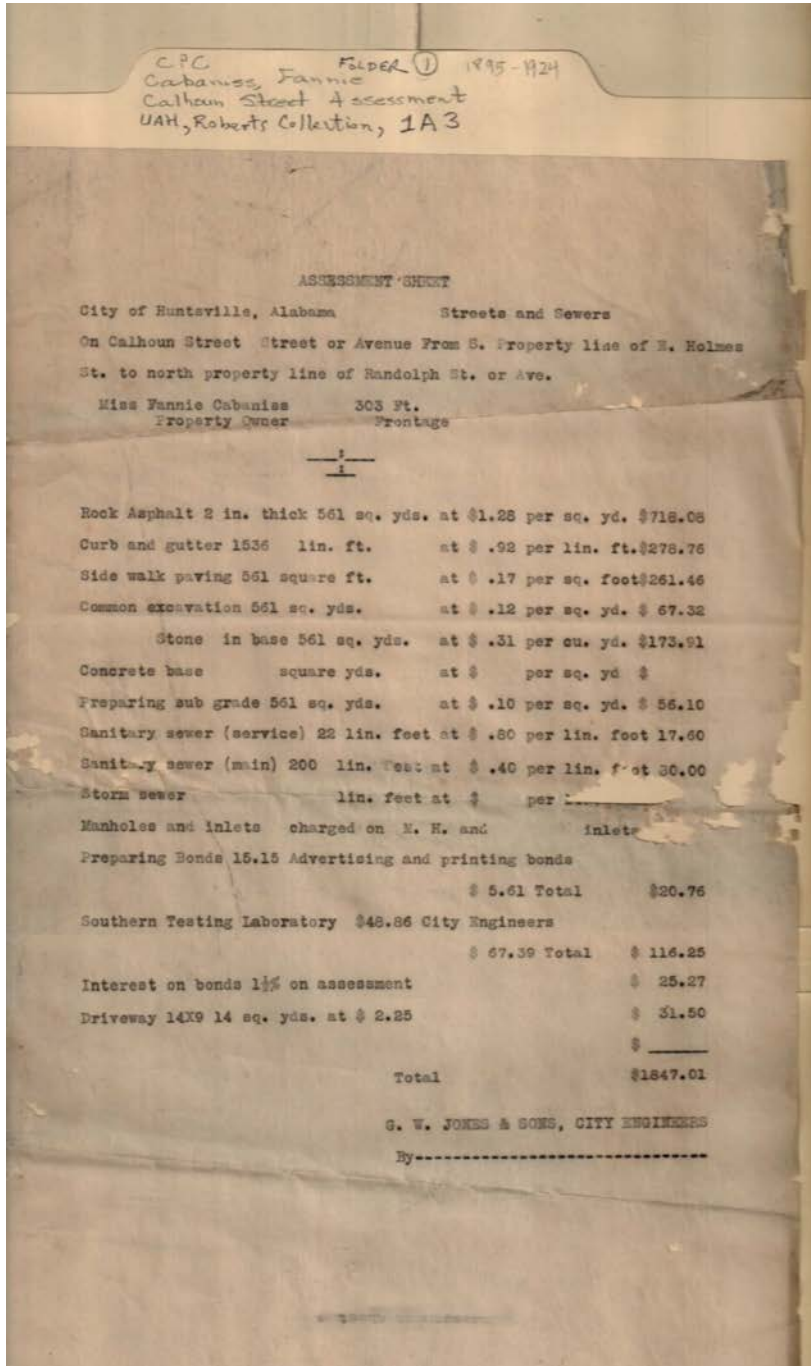 CPC FOLDER 1 1895-1924
Cabaniss, Fannie
Calhoun Street Assessment
UAH, Roberts Collection, 1A3
ASSESSMENT SHEET
City of Huntsville, Alabama Streets and Sewers
On Calhoun Street Street or Avenue From S. Property line of E. Holmes
St. to north property line of Randolph St. or Ave.
Miss Fannie Cabaniss 303 Ft.
Property Owner Frontage
Rock Asphalt 2 in. thick 561 sq. yds. at $1.28 per sq. yd. $718.08
Curb and gutter 1536 lin. ft. at $ .92 per lin. ft.$278.76
Side walk paving 561 square ft. at $ .17 per sq. foot$261.46
Common excavation 561 sq. yds. at $ .12 per sq. yd. $ 67.32
Stone in base 561 sq. yds. at $ .31 per cu. yd. $173.91
Concrete base square yds. at $ per sq. yd $
Preparing sub grade 561 sq. yds. at $ .10 per sq. yd. $ 56.10
Sanitary sewer (service) 22 lin. feet at $ .80 per lin. foot 17.60
Sanitary sewer (main) 200 lin. feet at $ .40 per lin. foot 30.00
Storm sewer lin. feet at $ per
Manholes and inlets charged on M. H. and inlets
Preparing Bonds 15.15 Advertising and printing bonds
$ 5.61 Total $20.76
Southern Testing Laboratory $48.86 City Engineers
$ 67.39 Total $ 116.25
Interest on bonds 1½% on assessment $ 25.27
Driveway 14X9 14 sq. yds. at $ 2.25 $ 31.50
$
Total $1847.01
G. W. JONES & SONS, CITY ENGINEERS
By--------------------------------